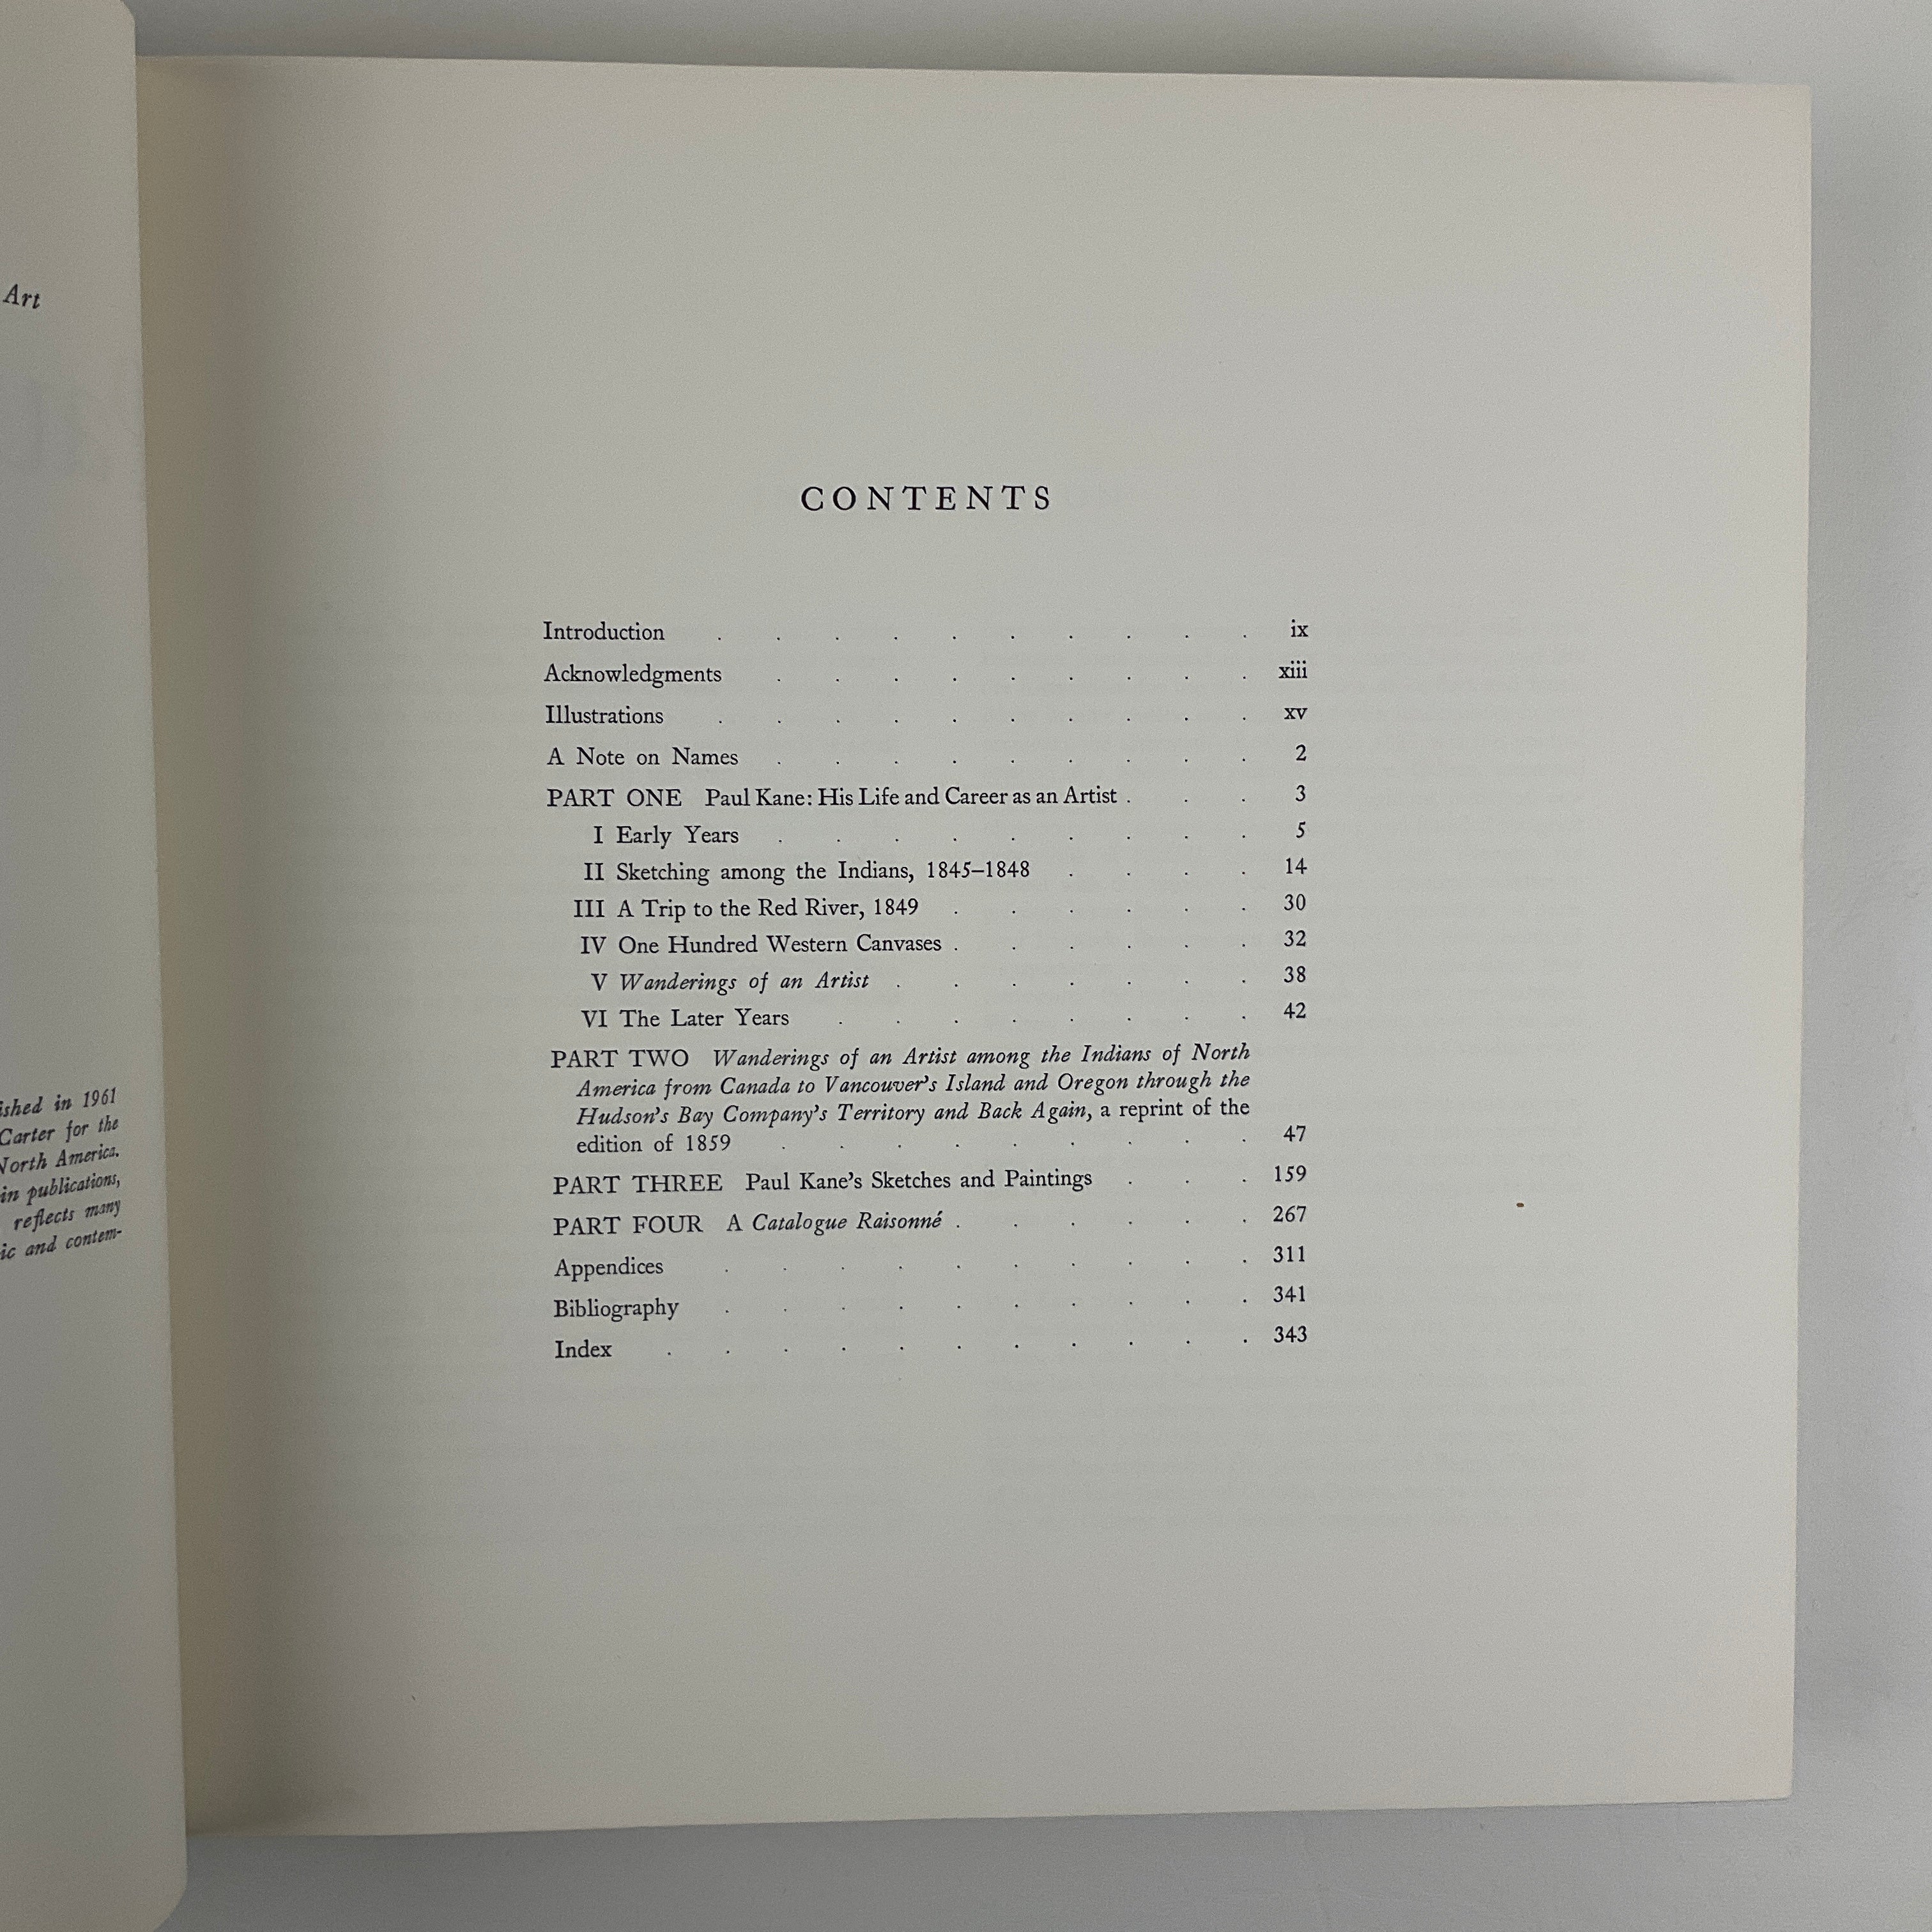 Art
ished in 1961
Carter for the
North America.
in publications,
reflects many
ic and contem-
CONTENTS
Introduction . . . . . . . . . . ix
Acknowledgments . . . . . . . . . xiii
Illustrations . . . . . . . . . . xv
A Note on Names . . . . . . . . . 2
PART ONE Paul Kane: His Life and Career as an Artist . . . 3
I Early Years . . . . . . . . . 5
II Sketching among the Indians, 1845–1848 . . . . 14
III A Trip to the Red River, 1849 . . . . . . 30
IV One Hundred Western Canvases . . . . . . 32
V Wanderings of an Artist . . . . . . . 38
VI The Later Years . . . . . . . . 42
PART TWO Wanderings of an Artist among the Indians of North
America from Canada to Vancouver's Island and Oregon through the
Hudson's Bay Company's Territory and Back Again, a reprint of the
edition of 1859 . . . . . . . . . 47
PART THREE Paul Kane's Sketches and Paintings . . . 159
PART FOUR A Catalogue Raisonné . . . . . . 267
Appendices . . . . . . . . . . 311
Bibliography . . . . . . . . . . 341
Index . . . . . . . . . . . 343